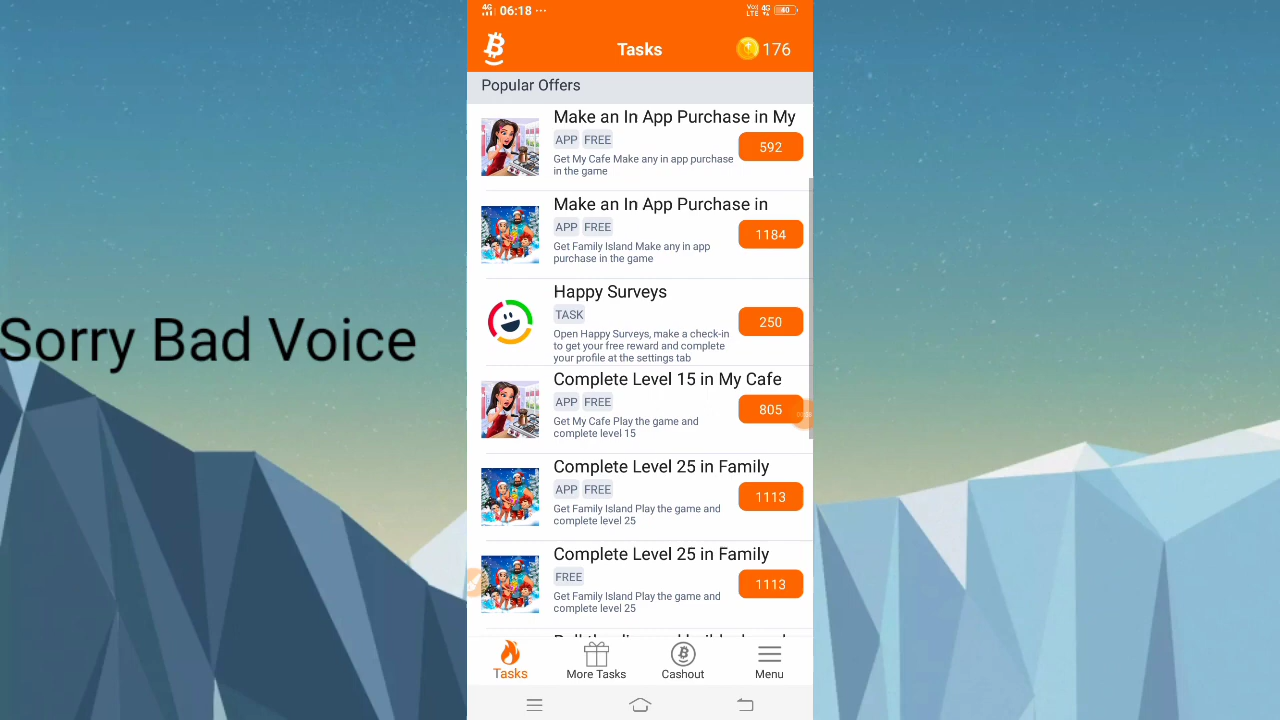 4G 06:18 ...
Vo) LTE 4G 40
Tasks
176
Popular Offers
Make an In App Purchase in My
APP FREE
592
Get My Cafe Make any in app purchase
in the game
Make an In App Purchase in
APP FREE
1184
Get Family Island Make any in app
purchase in the game
Happy Surveys
TASK
250
Open Happy Surveys, make a check-in
to get your free reward and complete
your profile at the settings tab
Sorry Bad Voice
Complete Level 15 in My Cafe
APP FREE
805
Get My Cafe Play the game and
complete level 15
Complete Level 25 in Family
APP FREE
1113
Get Family Island Play the game and
complete level 25
Complete Level 25 in Family
FREE
1113
Get Family Island Play the game and
complete level 25
Tasks
More Tasks
Cashout
Menu